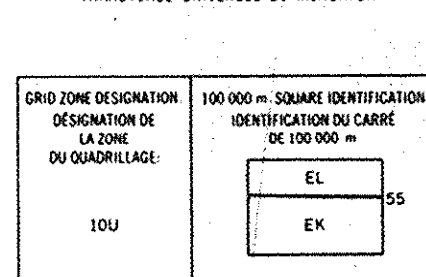 GRID ZONE DESIGNATION
DÉSIGNATION DE
LA ZONE
DU QUADRILLAGE:
10U
100 000 m. SQUARE IDENTIFICATION
IDENTIFICATION DU CARRÉ
DE 100 000 m
EL
55
EK